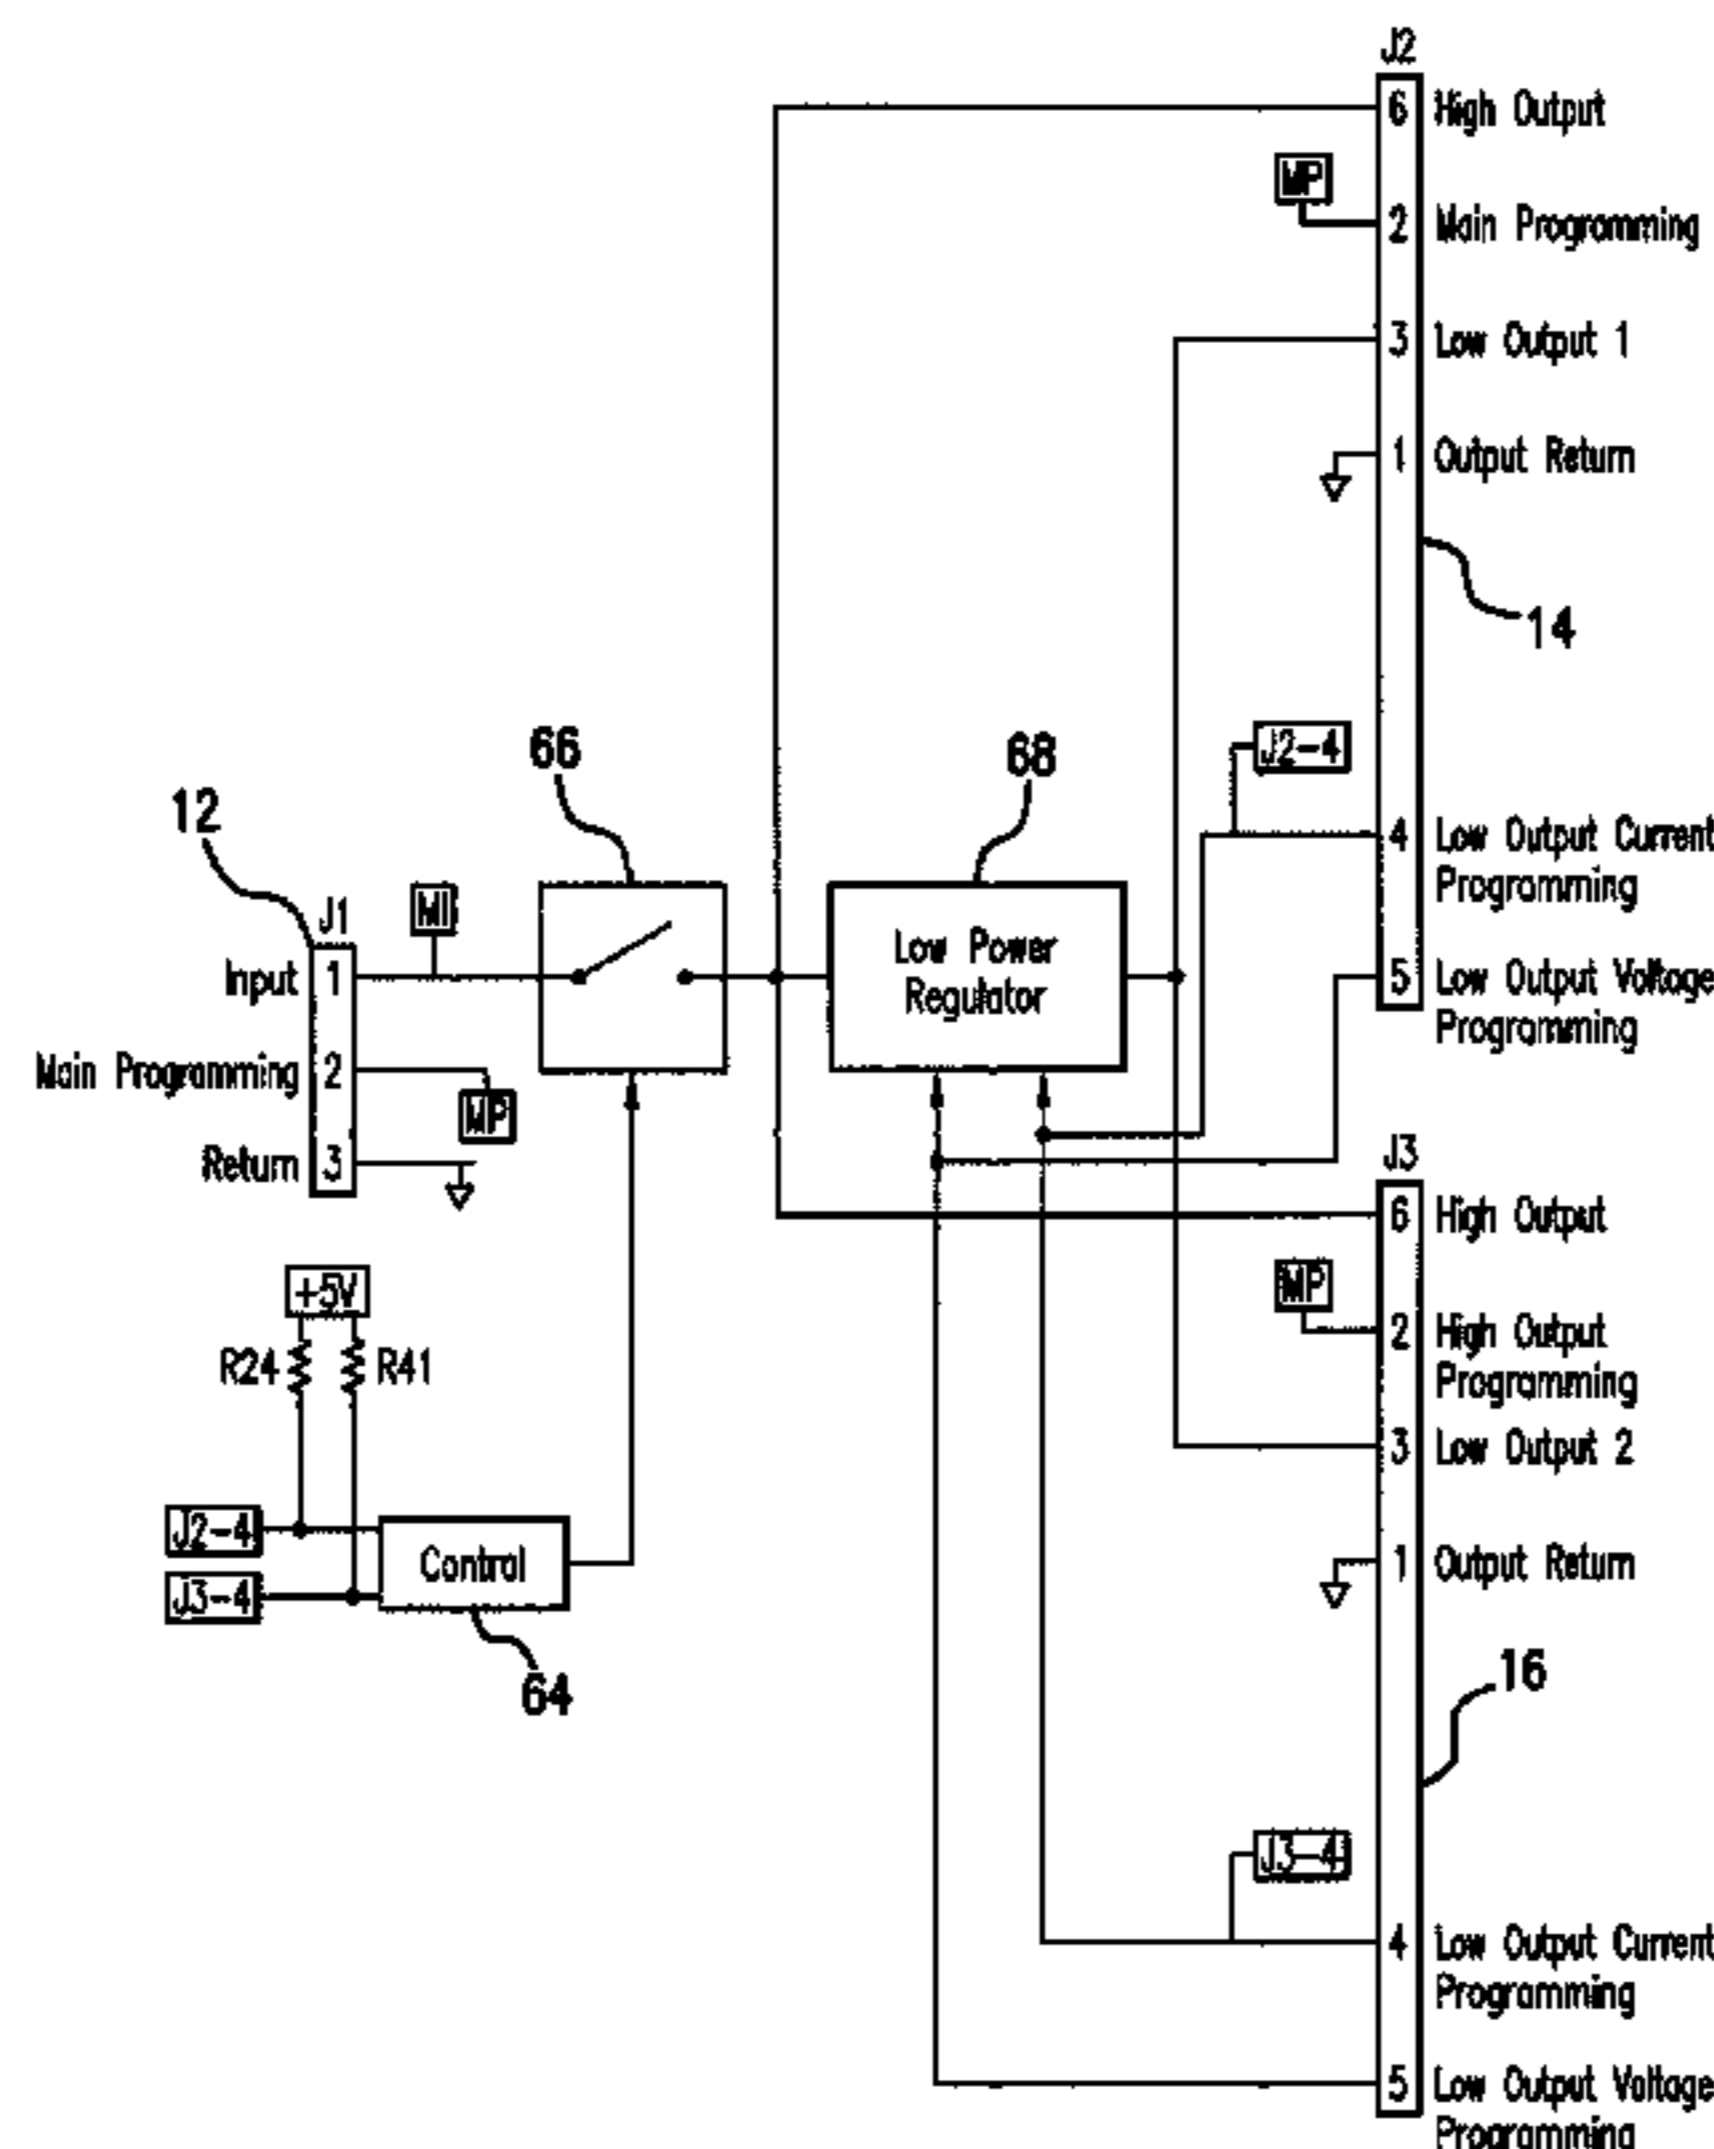 J2
6 High Output
MP
2 Main Programming
3 Low Output 1
1 Output Return
14
J2-4
4 Low Output Current
Programming
5 Low Output Voltage
Programming
66
68
12
J1
MI
Input 1
Main Programming 2
MP
Return 3
Low Power
Regulator
J3
6 High Output
MP
2 High Output
Programming
3 Low Output 2
1 Output Return
16
J3-4
4 Low Output Current
Programming
5 Low Output Voltage
Programming
+5V
R24
R41
J2-4
J3-4
Control
64